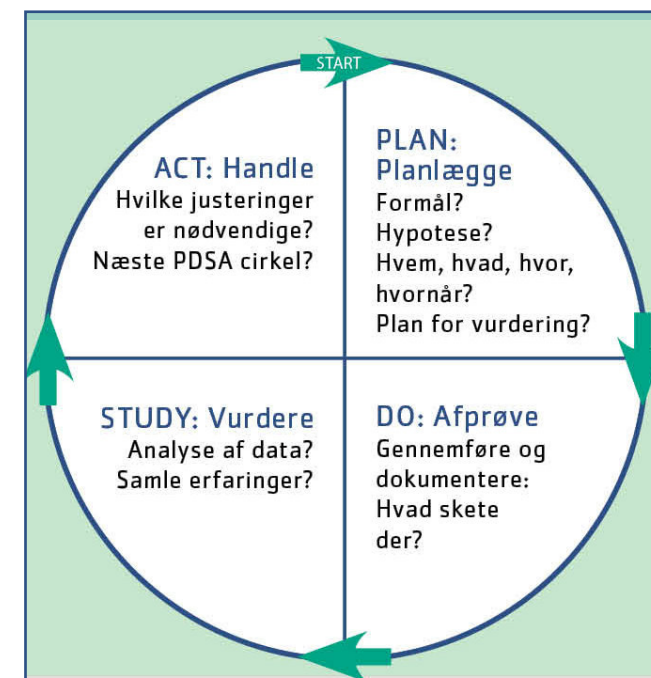 START
PLAN:
Planlægge
Formål?
Hypotese?
Hvem, hvad, hvor,
hvornår?
Plan for vurdering?
DO: Afprøve
Gennemføre og
dokumentere:
Hvad skete
der?
STUDY: Vurdere
Analyse af data?
Samle erfaringer?
ACT: Handle
Hvilke justeringer
er nødvendige?
Næste PDSA cirkel?